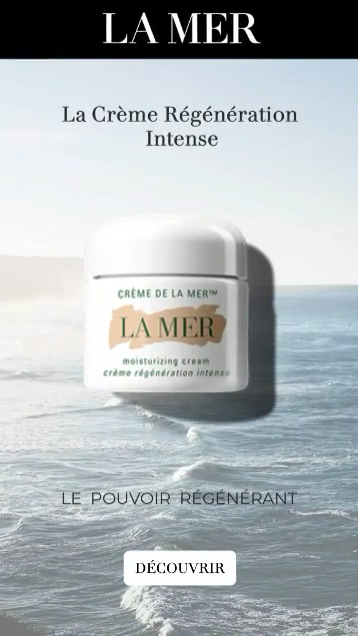 LA MER
La Crème Régénération
Intense
CRÈME DE LA MER™
LA MER
moisturizing cream
crème régénération intense
LE POUVOIR RÉGÉNÉRANT
DÉCOUVRIR